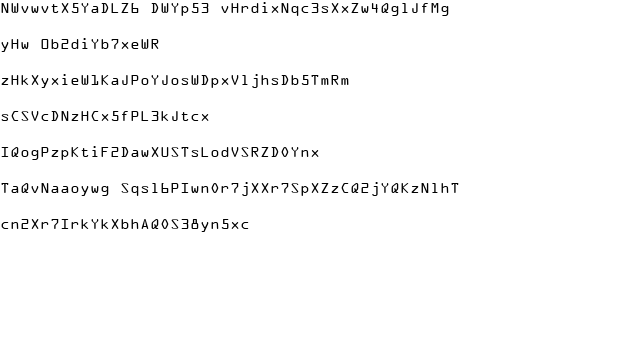 NWvwvtX5YaDLZ6 DWYp53 vHrdixNqc3sXxZw4Qg1JfMg
yHw Ob2diYb7xeWR
zHkXyxieW1KaJPoYJosWDpxV1jhsDb5TmRm
sCSVcDNzHCx5fPL3kJtcx
IQogPzpKtiF2DawXUSTsLodVSRZD0Ynx
TaQvNaaoywg Sqs16PIwn0r7jXXr7SpXZzCQ2jYQKzN1hT
cn2Xr7IrkYkXbhAQ0S38yn5xc